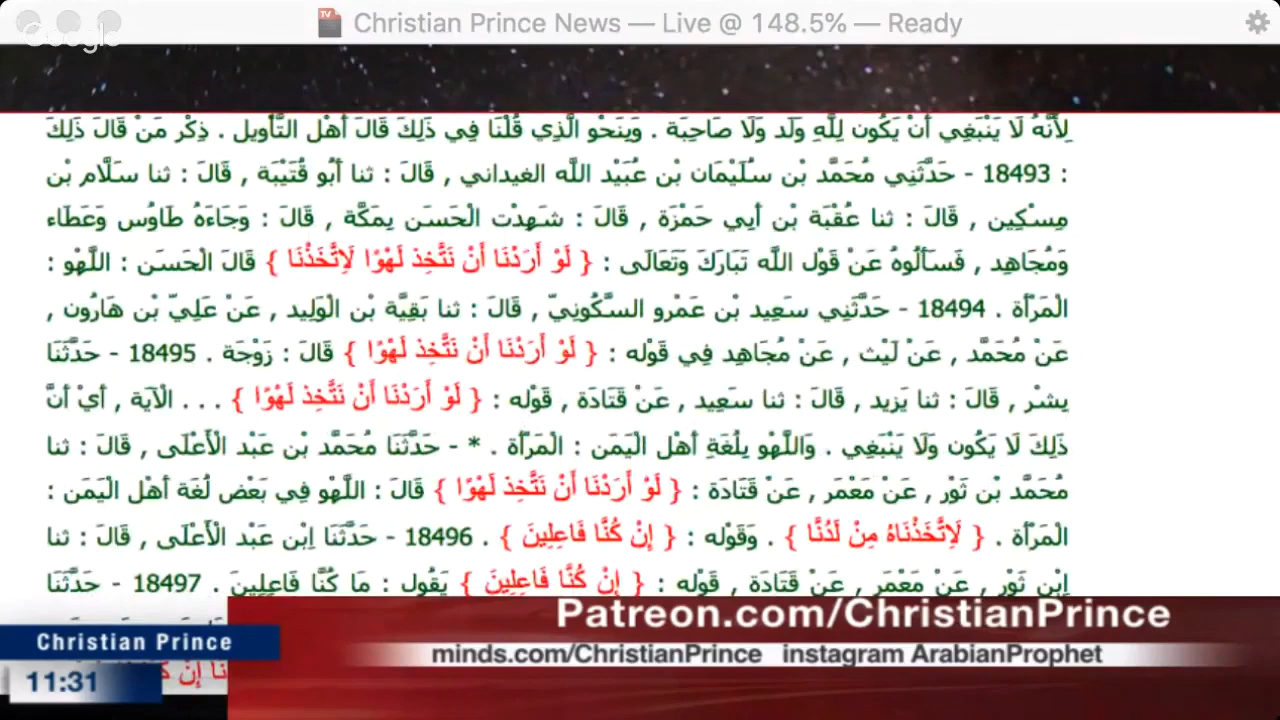 TV Christian Prince News — Live @ 148.5% — Ready
Google
لِأَنَّهُ لَا يَنْبَغِي أَنْ يَكُون لِلَّهِ وَلَد وَلَا صَاحِبَة . وَبِنَحْوِ الَّذِي قُلْنَا فِي ذَلِكَ قَالَ أَهْل التَّأْوِيل . ذِكْر مَنْ قَالَ ذَلِكَ
: 18493 - حَدَّثَنِي مُحَمَّد بْن سُلَيْمَان بْن عُبَيْد اللَّه الغيداني , قَالَ : ثنا أَبُو قُتَيْبَة , قَالَ : ثنا سَلَّام بْن
مِسْكِين , قَالَ : ثنا عُقْبَة بْن أَبِي حَمْزَة , قَالَ : شَهِدْت الْحَسَن بِمَكَّة , قَالَ : وَجَاءَهُ طَاوُس وَعَطَاء
وَمُجَاهِد , فَسَأَلُوهُ عَنْ قَوْل اللَّه تَبَارَكَ وَتَعَالَى : { لَوْ أَرَدْنَا أَنْ نَتَّخِذ لَهْوًا لَاتَّخَذْنَا } قَالَ الْحَسَن : اللَّهْو :
الْمَرْأَة . 18494 - حَدَّثَنِي سَعِيد بْن عَمْرو السَّكُونِيّ , قَالَ : ثنا بَقِيَّة بْن الْوَلِيد , عَنْ عَلِيّ بْن هَارُون ,
عَنْ مُحَمَّد , عَنْ لَيْث , عَنْ مُجَاهِد فِي قَوْله : { لَوْ أَرَدْنَا أَنْ نَتَّخِذ لَهْوًا } قَالَ : زَوْجَة . 18495 - حَدَّثَنَا
بِشْر , قَالَ : ثنا يَزِيد , قَالَ : ثنا سَعِيد , عَنْ قَتَادَة , قَوْله : { لَوْ أَرَدْنَا أَنْ نَتَّخِذ لَهْوًا } . . . الْآيَة , أَيْ أَنَّ
ذَلِكَ لَا يَكُون وَلَا يَنْبَغِي . وَاللَّهْو بِلُغَةِ أَهْل الْيَمَن : الْمَرْأَة . * - حَدَّثَنَا مُحَمَّد بْن عَبْد الْأَعْلَى , قَالَ : ثنا
مُحَمَّد بْن ثَوْر , عَنْ مَعْمَر , عَنْ قَتَادَة : { لَوْ أَرَدْنَا أَنْ نَتَّخِذ لَهْوًا } قَالَ : اللَّهْو فِي بَعْض لُغَة أَهْل الْيَمَن :
الْمَرْأَة . { لَاتَّخَذْنَاهُ مِنْ لَدُنَّا } . وَقَوْله : { إِنْ كُنَّا فَاعِلِينَ } . 18496 - حَدَّثَنَا اِبْن عَبْد الْأَعْلَى , قَالَ : ثنا
اِبْن ثَوْر , عَنْ مَعْمَر , عَنْ قَتَادَة , قَوْله : { إِنْ كُنَّا فَاعِلِينَ } يَقُول : مَا كُنَّا فَاعِلِينَ . 18497 - حَدَّثَنَا
Patreon.com/ChristianPrince
Christian Prince
minds.com/ChristianPrince instagram ArabianProphet
11:31